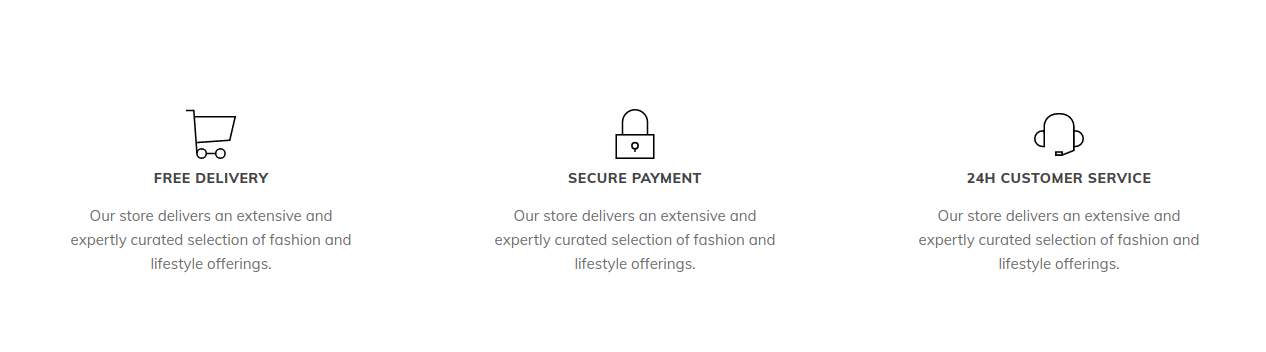 FREE DELIVERY
Our store delivers an extensive and
expertly curated selection of fashion and
lifestyle offerings.
SECURE PAYMENT
Our store delivers an extensive and
expertly curated selection of fashion and
lifestyle offerings.
24H CUSTOMER SERVICE
Our store delivers an extensive and
expertly curated selection of fashion and
lifestyle offerings.